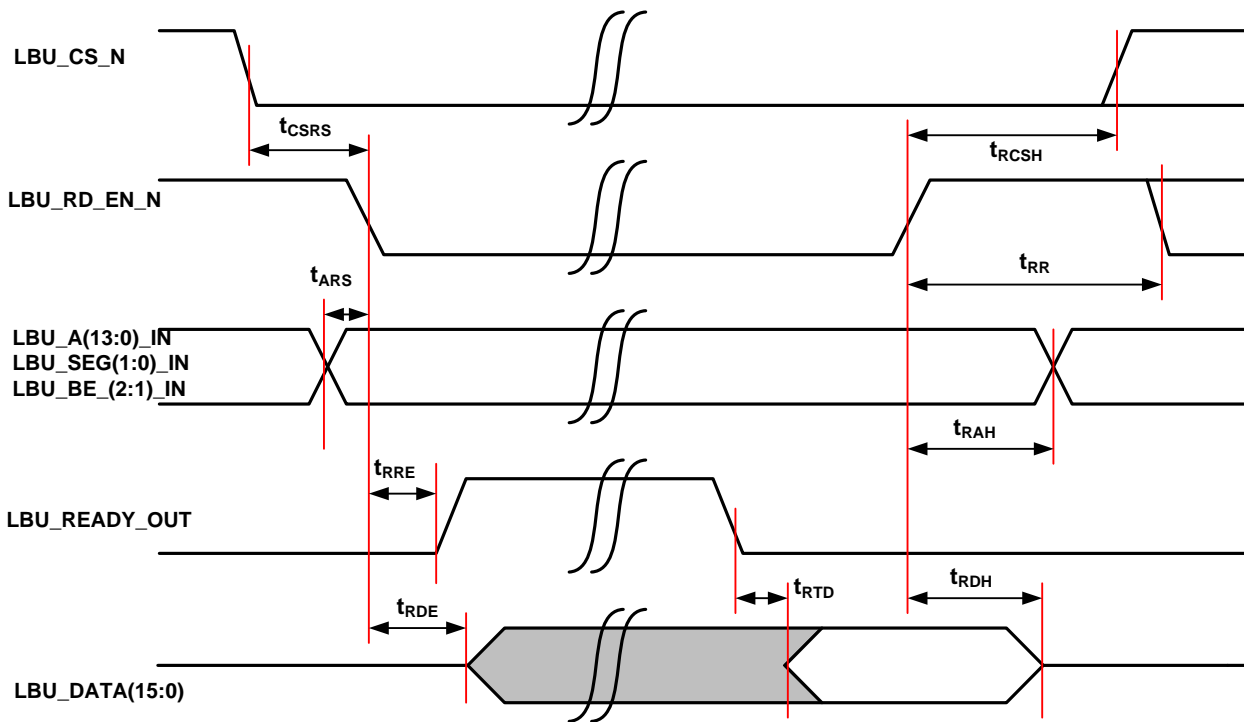 LBU_CS_N
tCSRS
tRCSH
LBU_RD_EN_N
tRR
tARS
LBU_A(13:0)_IN
LBU_SEG(1:0)_IN
LBU_BE_(2:1)_IN
tRAH
tRRE
LBU_READY_OUT
tRTD
tRDH
tRDE
LBU_DATA(15:0)